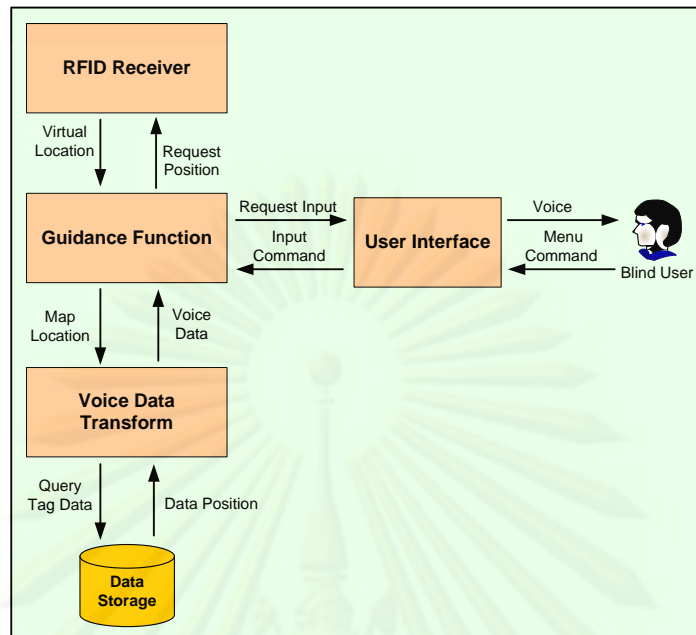 RFID Receiver
Virtual
Location
Request
Position
Guidance Function
Request Input
Input
Command
User Interface
Voice
Menu
Command
Blind User
Map
Location
Voice
Data
Voice Data
Transform
Query
Tag Data
Data Position
Data
Storage